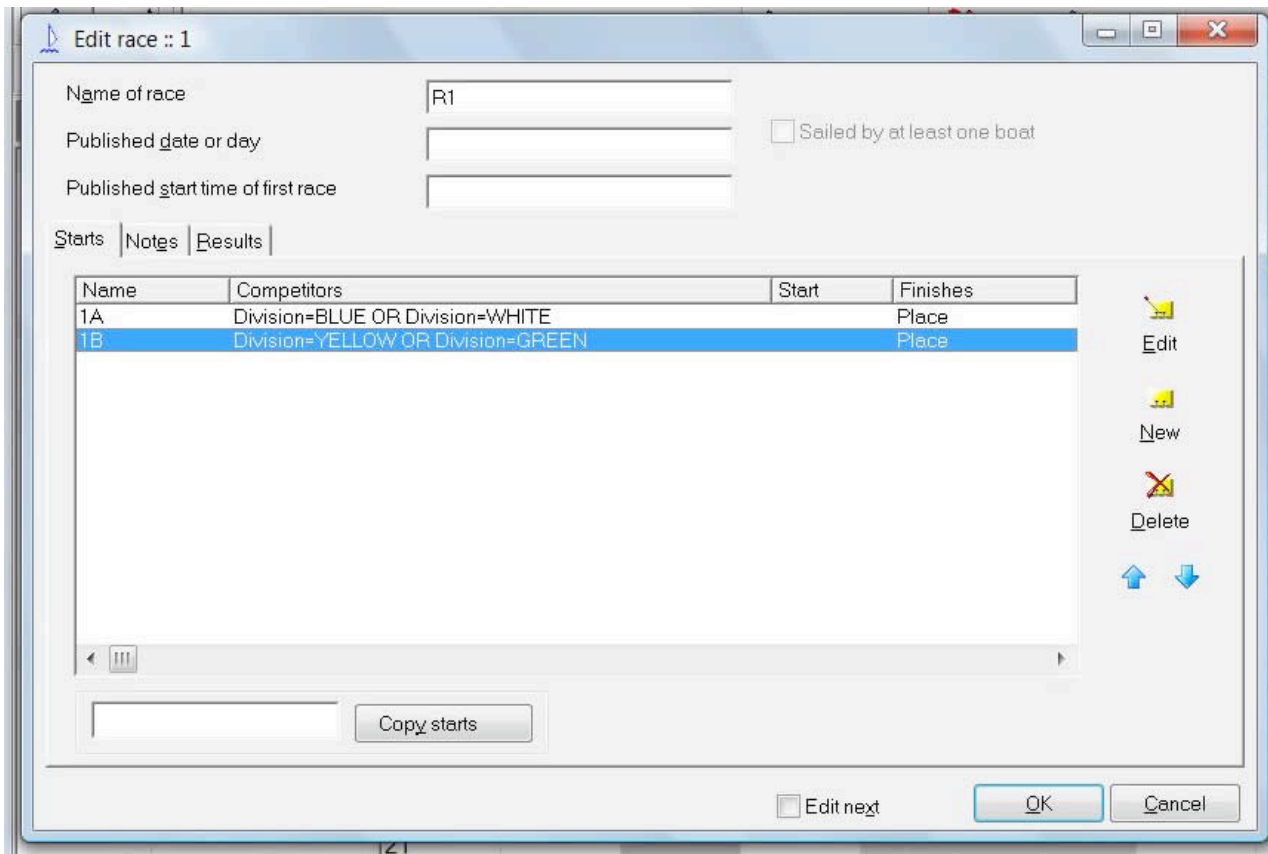 Edit race :: 1
Name of race R1
Sailed by at least one boat
Published date or day
Published start time of first race
Starts Notes Results
Name Competitors Start Finishes
1A Division=BLUE OR Division=WHITE Place
1B Division=YELLOW OR Division=GREEN Place
Edit
New
Delete
Copy starts
Edit next OK Cancel